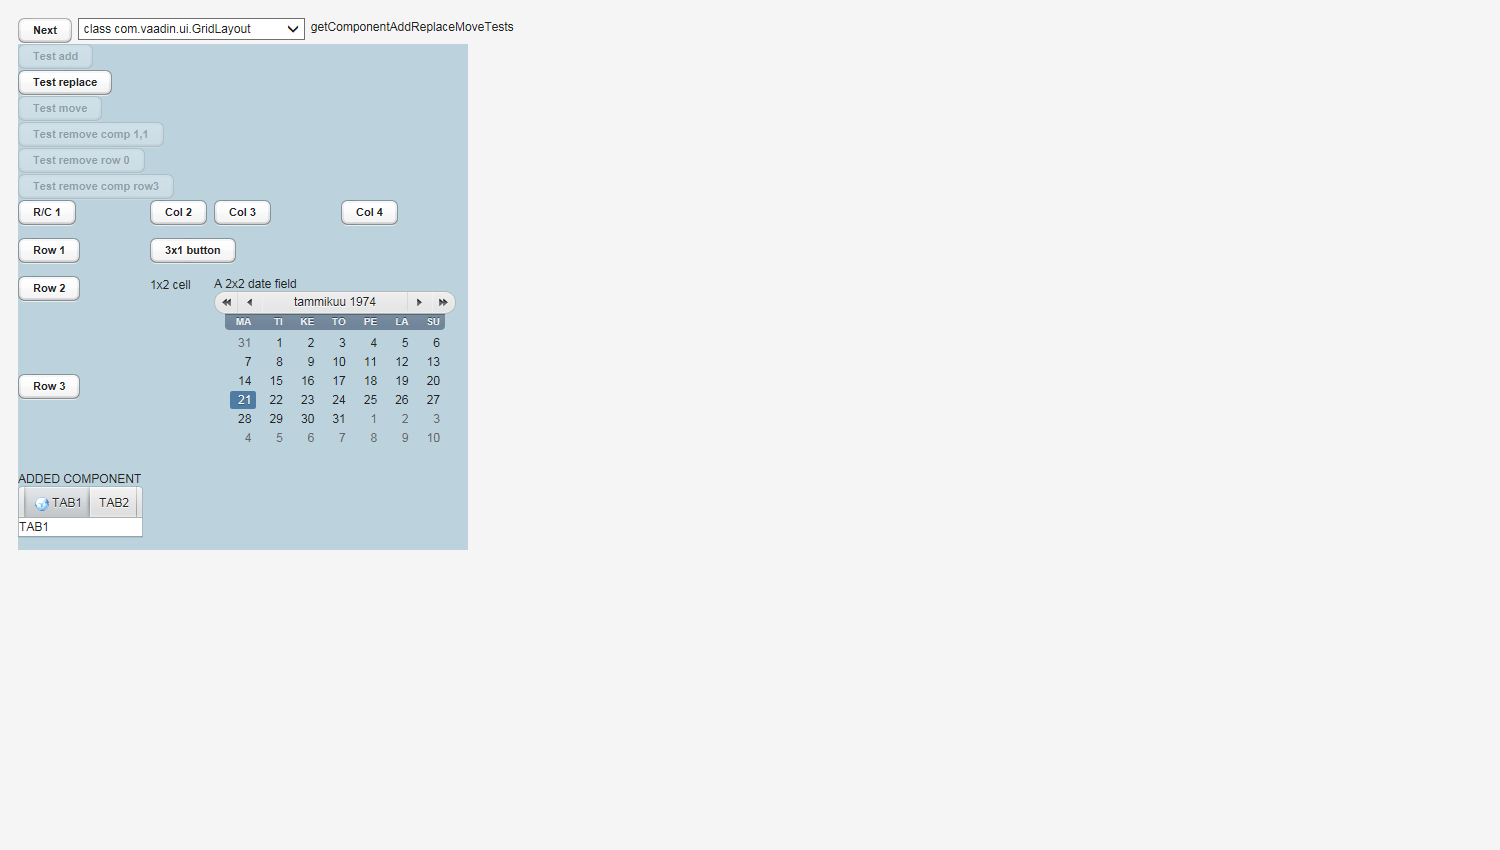 Next class com.vaadin.ui.GridLayout getComponentAddReplaceMoveTests
Test add
Test replace
Test move
Test remove comp 1,1
Test remove row 0
Test remove comp row3
R/C 1 Col 2 Col 3 Col 4
Row 1 3x1 button
Row 2 1x2 cell A 2x2 date field
tammikuu 1974
MA TI KE TO PE LA SU
31 1 2 3 4 5 6
7 8 9 10 11 12 13
14 15 16 17 18 19 20
Row 3
21 22 23 24 25 26 27
28 29 30 31 1 2 3
4 5 6 7 8 9 10
ADDED COMPONENT
TAB1 TAB2
TAB1